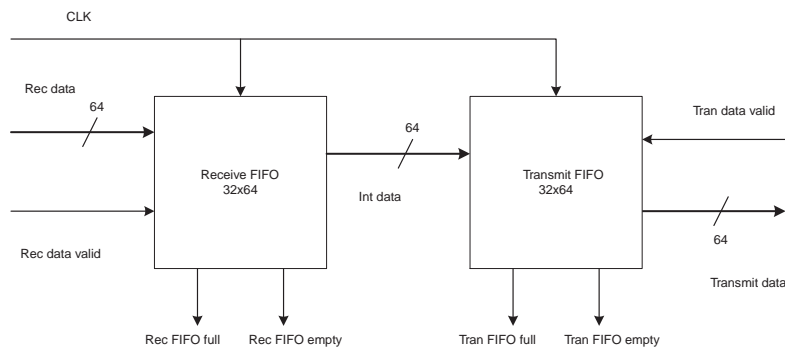 CLK
Rec data
64
Rec data valid
Receive FIFO
32x64
64
Int data
Transmit FIFO
32x64
Tran data valid
64
Transmit data
Rec FIFO full
Rec FIFO empty
Tran FIFO full
Tran FIFO empty